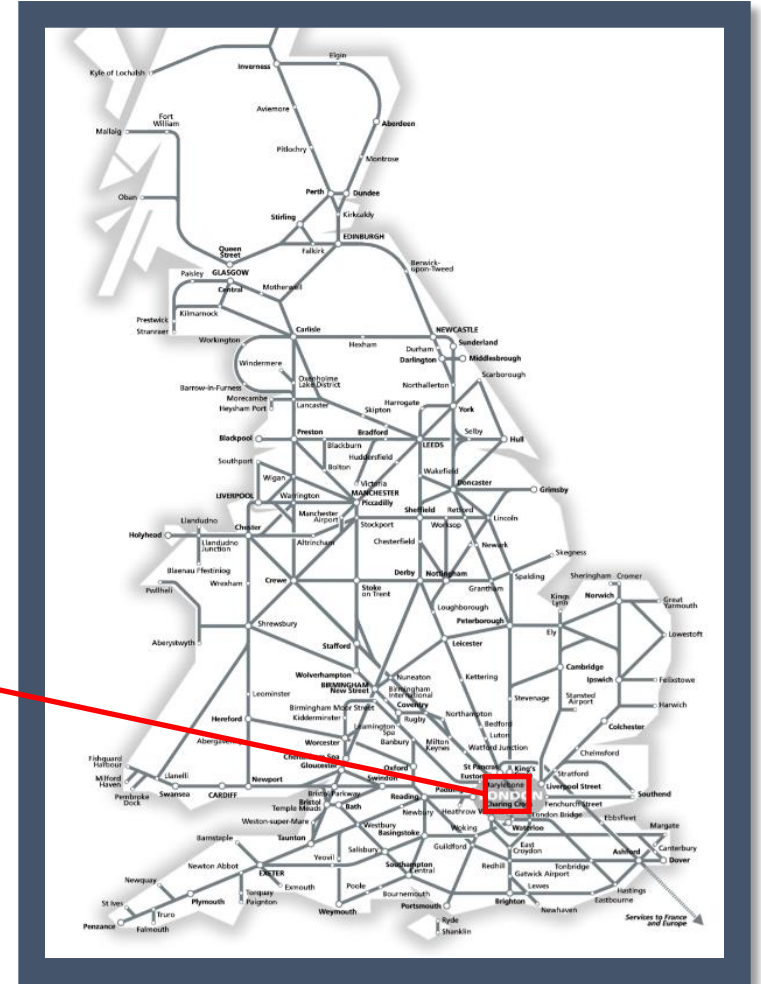 Elgin
Inverness
Kyle of Lochalsh
Aviemore
Fort
William
Mallaig
Aberdeen
Pitlochry
Montrose
Perth
Dundee
Oban
Stirling
Kirkcaldy
EDINBURGH
Queen
Street
Falkirk
Berwick-
upon-Tweed
Paisley
GLASGOW
Central
Motherwell
Prestwick
Kilmarnock
Stranraer
Carlisle
NEWCASTLE
Workington
Hexham
Sunderland
Durham
Darlington
Middlesbrough
Windermere
Scarborough
Oxenholme
Lake District
Barrow-in-Furness
Northallerton
Morecambe
Lancaster
Harrogate
York
Heysham Port
Skipton
Blackpool
Preston
Bradford
LEEDS
Selby
Hull
Blackburn
Huddersfield
Southport
Bolton
Wakefield
Wigan
Victoria
Doncaster
LIVERPOOL
Warrington
MANCHESTER
Piccadilly
Grimsby
Manchester
Airport
Sheffield
Retford
Llandudno
Stockport
Worksop
Lincoln
Holyhead
Chester
Llandudno
Junction
Altrincham
Chesterfield
Newark
Skegness
Blaenau Ffestiniog
Derby
Nottingham
Spalding
Sheringham
Cromer
Pwllheli
Wrexham
Crewe
Stoke
on Trent
Grantham
Kings
Lynn
Norwich
Great
Yarmouth
Loughborough
Peterborough
Shrewsbury
Ely
Lowestoft
Aberystwyth
Stafford
Leicester
Wolverhampton
Cambridge
BIRMINGHAM
New Street
Nuneaton
Kettering
Birmingham
International
Ipswich
Felixstowe
Leominster
Stevenage
Stansted
Airport
Birmingham Moor Street
Coventry
Harwich
Hereford
Kidderminster
Rugby
Northampton
Leamington
Spa
Bedford
Colchester
Abergavenny
Worcester
Banbury
Milton
Keynes
Luton
Cheltenham Spa
Watford Junction
Chelmsford
Fishguard
Harbour
Gloucester
Oxford
St Pancras
King's
Llanelli
Newport
Swindon
Euston
Stratford
Milford
Haven
Marylebone
Liverpool Street
Pembroke
Dock
Swansea
CARDIFF
Bristol Parkway
Reading
LONDON
Southend
Bristol
Temple Meads
Bath
Heathrow
Charing Cross
Fenchurch Street
Newbury
London Bridge
Ebbsfleet
Weston-super-Mare
Westbury
Waterloo
Margate
Barnstaple
Taunton
Basingstoke
Woking
East
Croydon
Canterbury
Salisbury
Guildford
Ashford
Newton Abbot
Yeovil
Southampton
Central
Redhill
Tonbridge
Dover
EXETER
Gatwick Airport
Newquay
Exmouth
Poole
Lewes
Hastings
St Ives
Plymouth
Torquay
Paignton
Bournemouth
Eastbourne
Truro
Weymouth
Portsmouth
Brighton
Newhaven
Penzance
Falmouth
Ryde
Shanklin
Services to France
and Europe